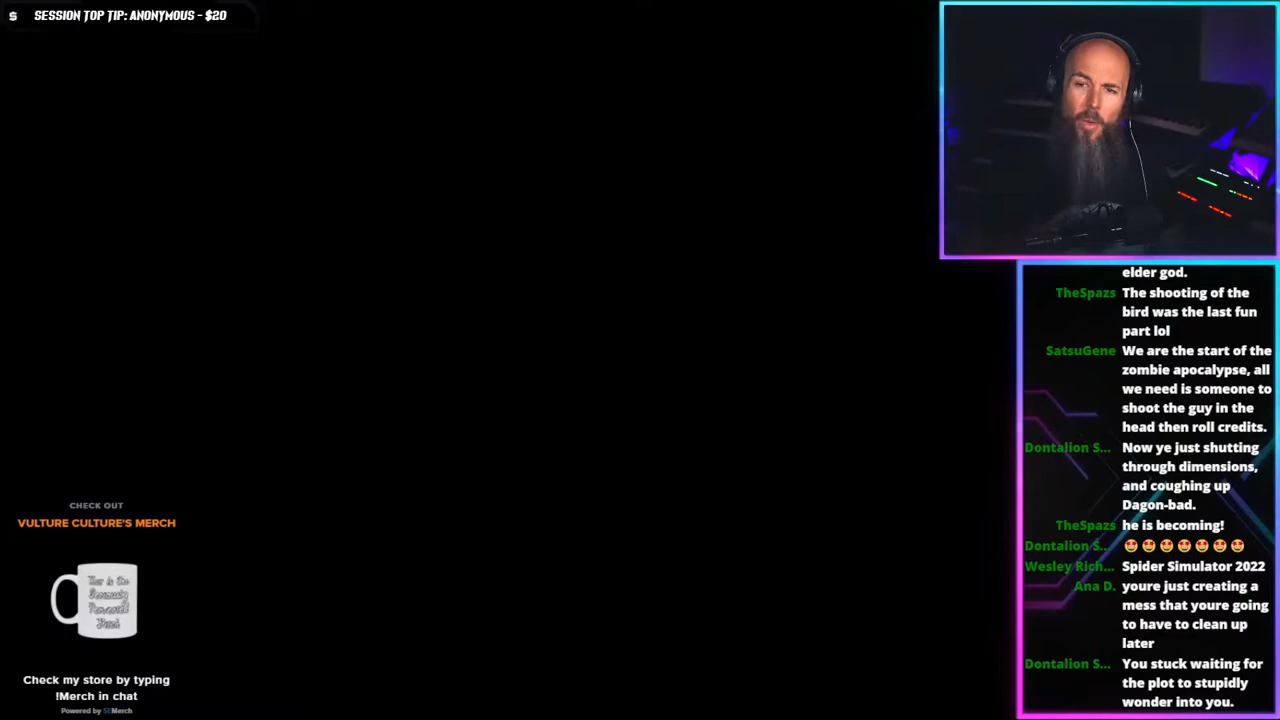 $ SESSION TOP TIP: ANONYMOUS - $20
elder god.
TheSpazs The shooting of the
bird was the last fun
part lol
SatsuGene We are the start of the
zombie apocalypse, all
we need is someone to
shoot the guy in the
head then roll credits.
Dontalion S... Now ye just shutting
through dimensions,
and coughing up
Dagon-bad.
TheSpazs he is becoming!
Dontalion S... 🤩🤩🤩🤩🤩🤩🤩
Wesley Rich... Spider Simulator 2022
Ana D. youre just creating a
mess that youre going
to have to clean up
later
Dontalion S... You stuck waiting for
the plot to stupidly
wonder into you.
CHECK OUT
VULTURE CULTURE'S MERCH
This is Six
Check my store by typing
!Merch in chat
Powered by SEMerch